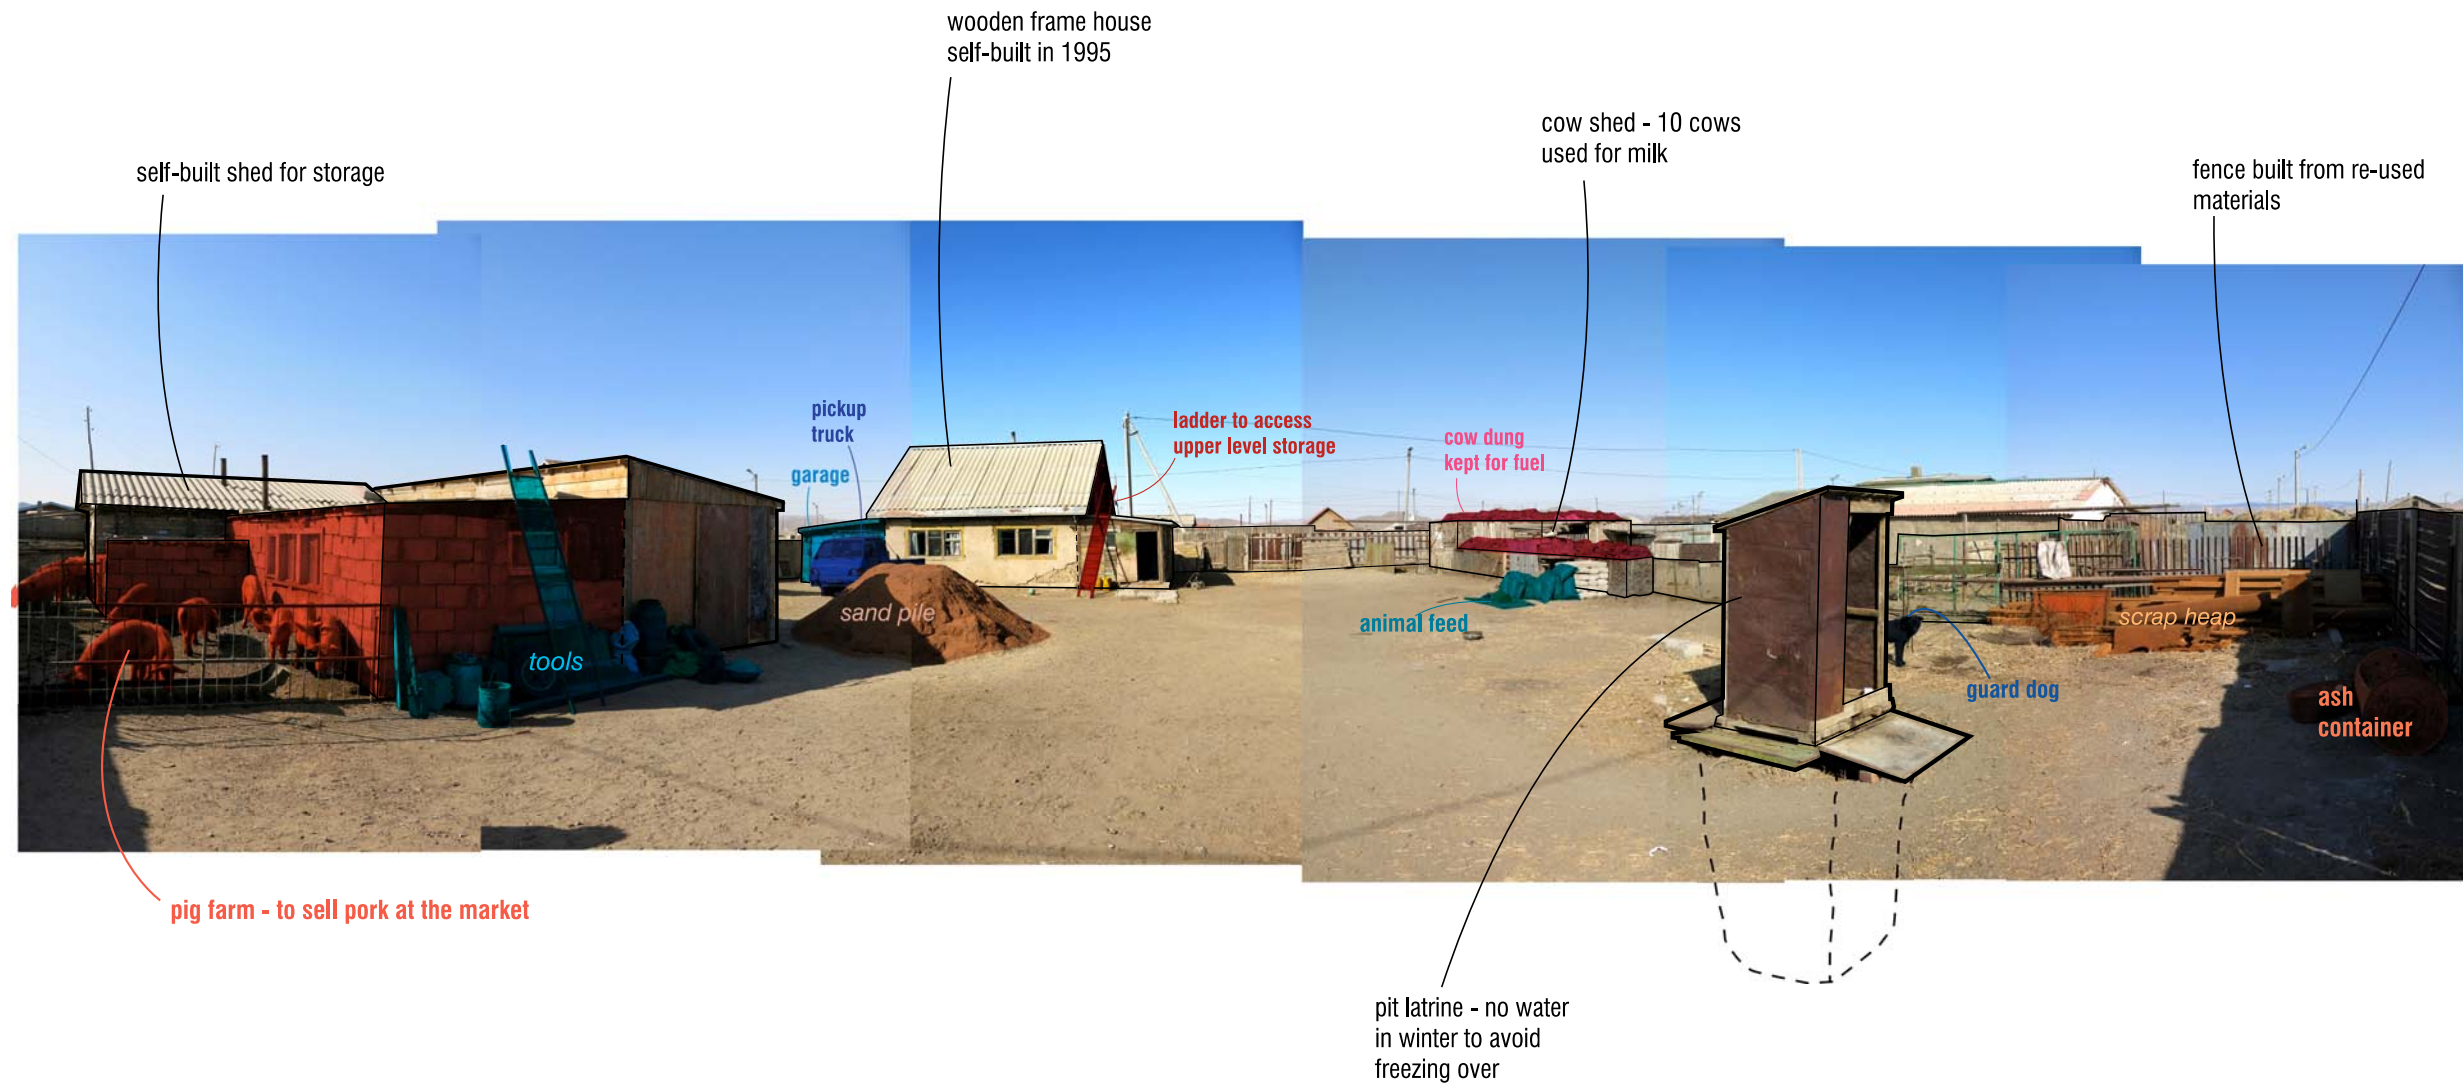 wooden frame house
self-built in 1995
cow shed - 10 cows
used for milk
self-built shed for storage
fence built from re-used
materials
pickup
truck
garage
ladder to access
upper level storage
cow dung
kept for fuel
sand pile
animal feed
scrap heap
tools
guard dog
ash
container
pig farm - to sell pork at the market
pit latrine - no water
in winter to avoid
freezing over